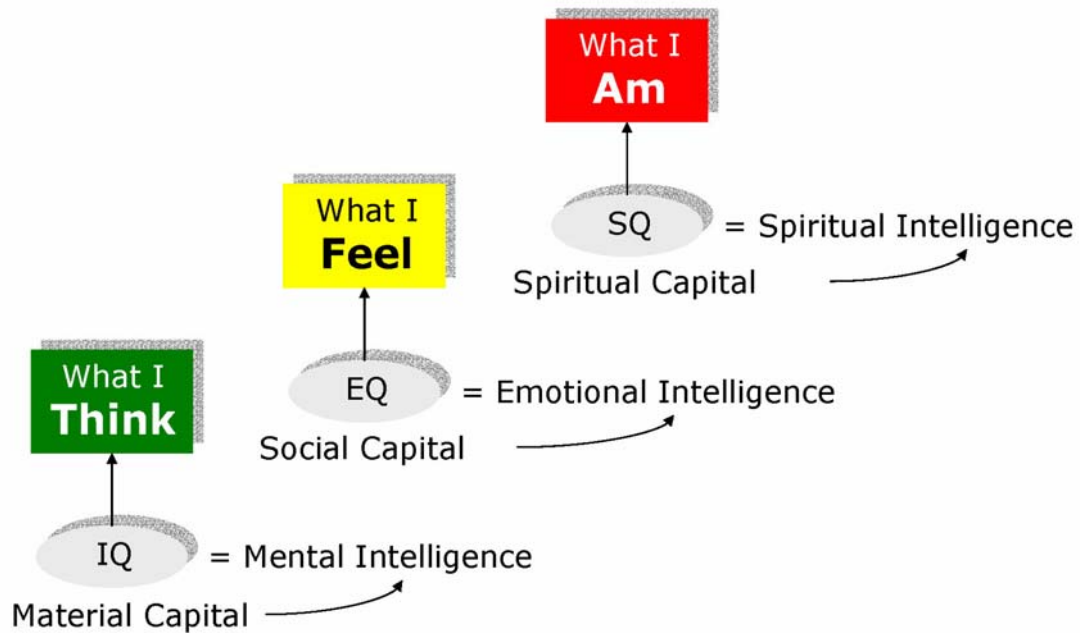 What I
Am
SQ
= Spiritual Intelligence
Spiritual Capital
What I
Feel
EQ
= Emotional Intelligence
Social Capital
What I
Think
IQ
= Mental Intelligence
Material Capital